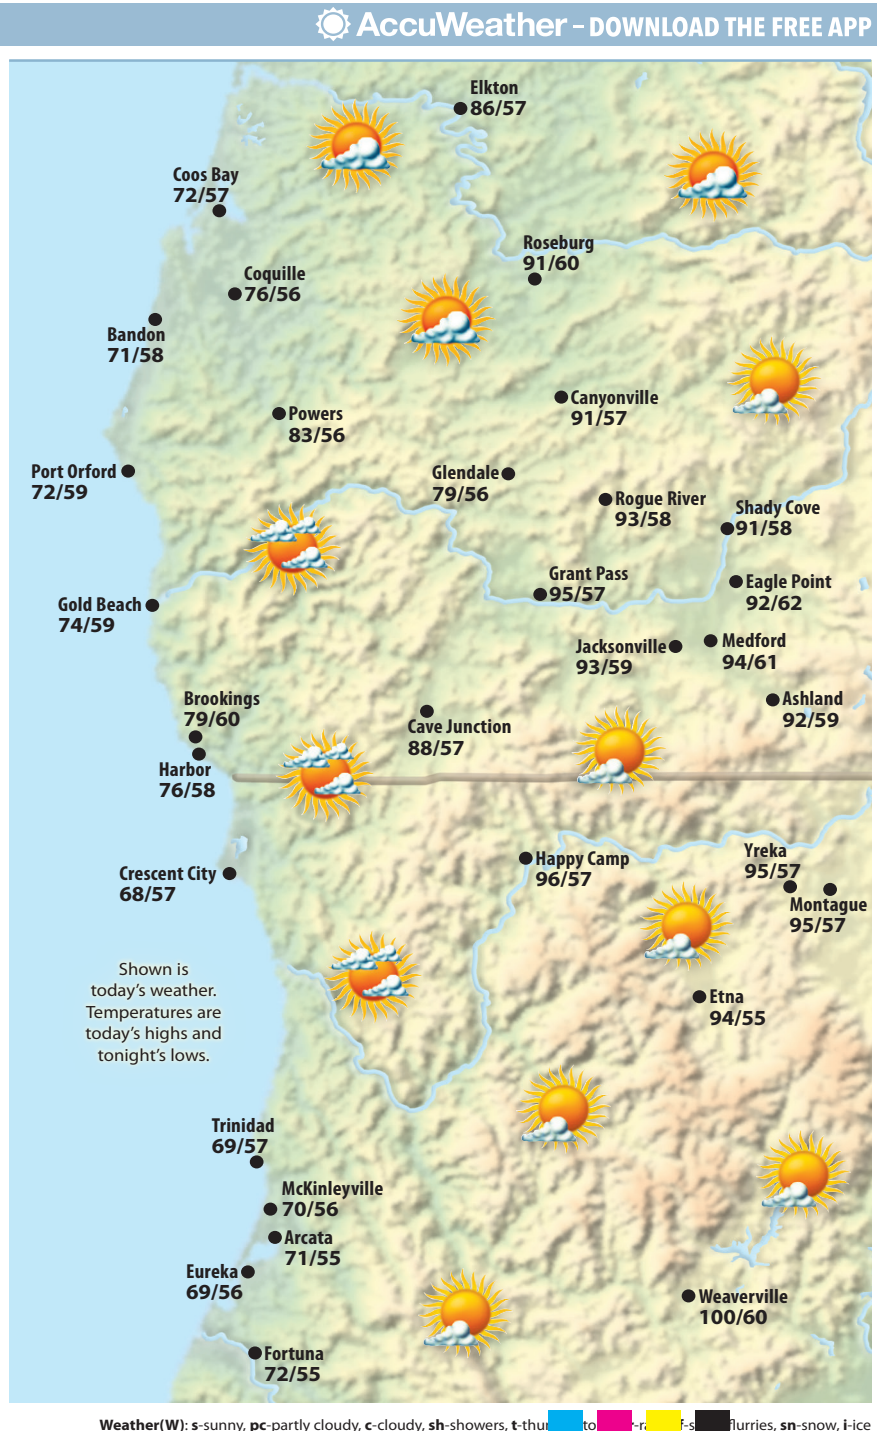 AccuWeather – DOWNLOAD THE FREE APP
Elkton
86/57
Coos Bay
72/57
Roseburg
91/60
Coquille
76/56
Bandon
71/58
Canyonville
91/57
Powers
83/56
Port Orford
72/59
Glendale
79/56
Rogue River
93/58
Shady Cove
91/58
Grant Pass
95/57
Eagle Point
92/62
Gold Beach
74/59
Jacksonville
93/59
Medford
94/61
Brookings
79/60
Ashland
92/59
Cave Junction
88/57
Harbor
76/58
Happy Camp
96/57
Yreka
95/57
Crescent City
68/57
Montague
95/57
Shown is
today's weather.
Temperatures are
today's highs and
tonight's lows.
Etna
94/55
Trinidad
69/57
McKinleyville
70/56
Arcata
71/55
Eureka
69/56
Weaverville
100/60
Fortuna
72/55
Weather(W): s-sunny, pc-partly cloudy, c-cloudy, sh-showers, flurries, sn-snow, i-ice